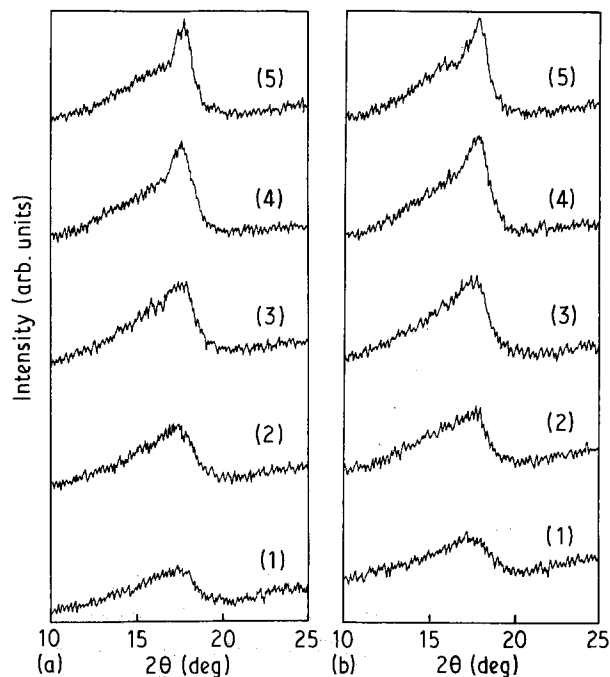 Intensity (arb. units)
(5)
(4)
(3)
(2)
(1)
10 15 20 25
(a) 2θ (deg)
(5)
(4)
(3)
(2)
(1)
10 15 20 25
(b) 2θ (deg)